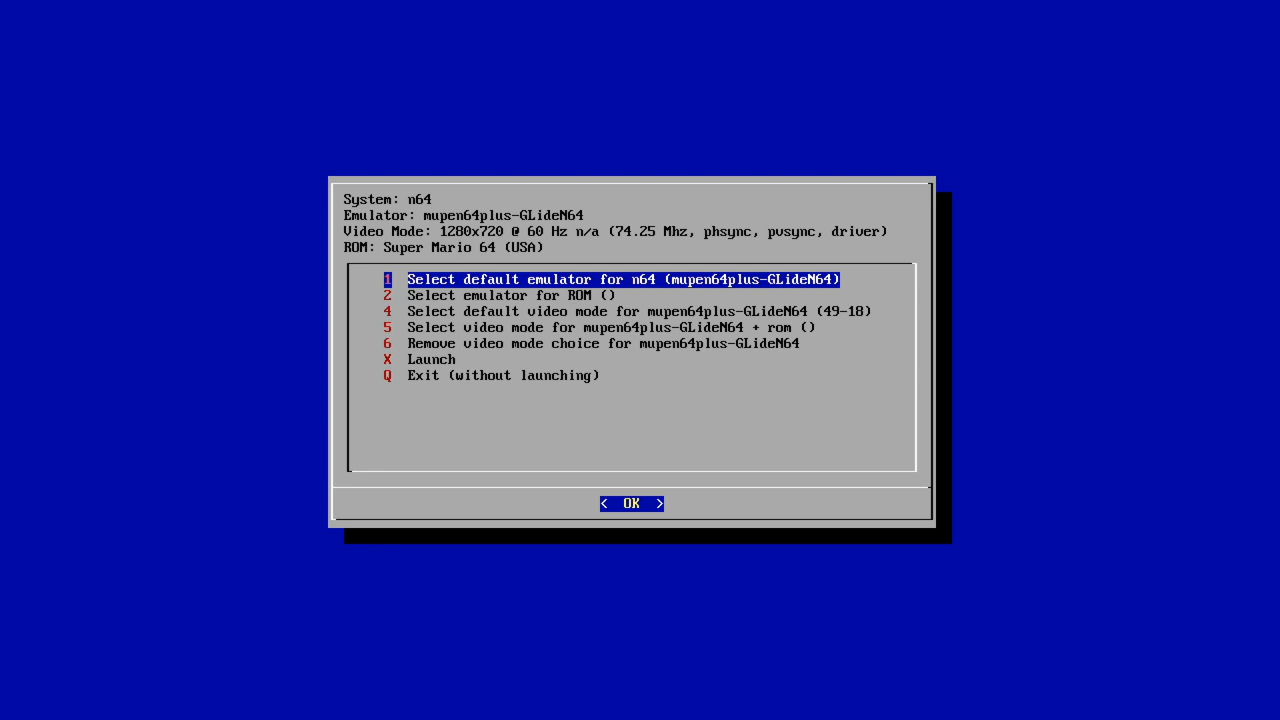 System: n64
Emulator: mupen64plus-GLideN64
Video Mode: 1280x720 @ 60 Hz n/a (74.25 Mhz, phsync, pvsync, driver)
ROM: Super Mario 64 (USA)
1 Select default emulator for n64 (mupen64plus-GLideN64)
2 Select emulator for ROM ()
4 Select default video mode for mupen64plus-GLideN64 (49-18)
5 Select video mode for mupen64plus-GLideN64 + rom ()
6 Remove video mode choice for mupen64plus-GLideN64
X Launch
Q Exit (without launching)
< OK >